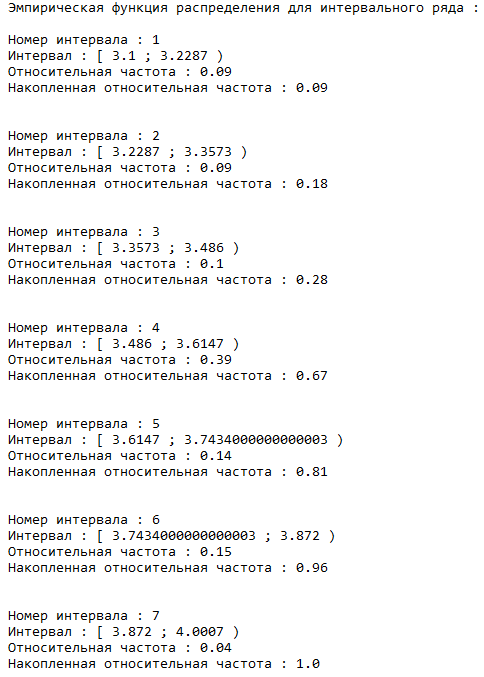 Эмпирическая функция распределения для интервального ряда :
Номер интервала : 1
Интервал : [ 3.1 ; 3.2287 )
Относительная частота : 0.09
Накопленная относительная частота : 0.09
Номер интервала : 2
Интервал : [ 3.2287 ; 3.3573 )
Относительная частота : 0.09
Накопленная относительная частота : 0.18
Номер интервала : 3
Интервал : [ 3.3573 ; 3.486 )
Относительная частота : 0.1
Накопленная относительная частота : 0.28
Номер интервала : 4
Интервал : [ 3.486 ; 3.6147 )
Относительная частота : 0.39
Накопленная относительная частота : 0.67
Номер интервала : 5
Интервал : [ 3.6147 ; 3.7434000000000003 )
Относительная частота : 0.14
Накопленная относительная частота : 0.81
Номер интервала : 6
Интервал : [ 3.7434000000000003 ; 3.872 )
Относительная частота : 0.15
Накопленная относительная частота : 0.96
Номер интервала : 7
Интервал : [ 3.872 ; 4.0007 )
Относительная частота : 0.04
Накопленная относительная частота : 1.0